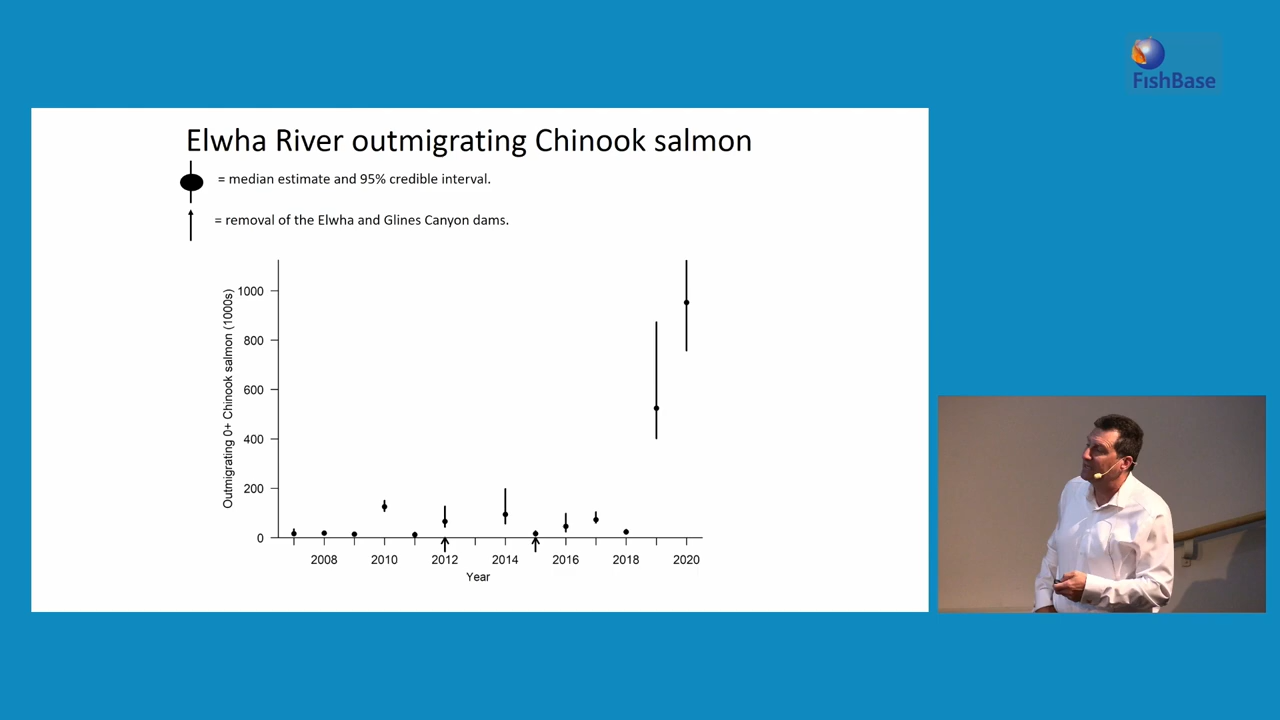 FishBase
Elwha River outmigrating Chinook salmon
= median estimate and 95% credible interval.
= removal of the Elwha and Glines Canyon dams.
Outmigrating 0+ Chinook salmon (1000s)
1000
800
600
400
200
0
2008 2010 2012 2014 2016 2018 2020
Year